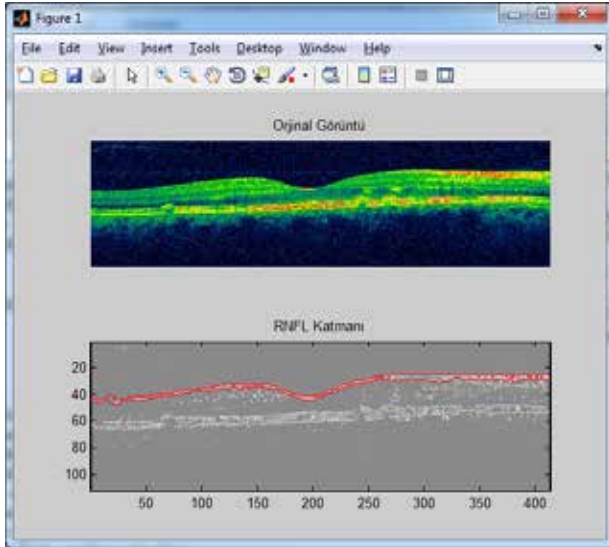 Figure 1
File Edit View Insert Tools Desktop Window Help
Orjinal Görüntü
RNFL Katmanı
20
40
60
80
100
50 100 150 200 250 300 350 400